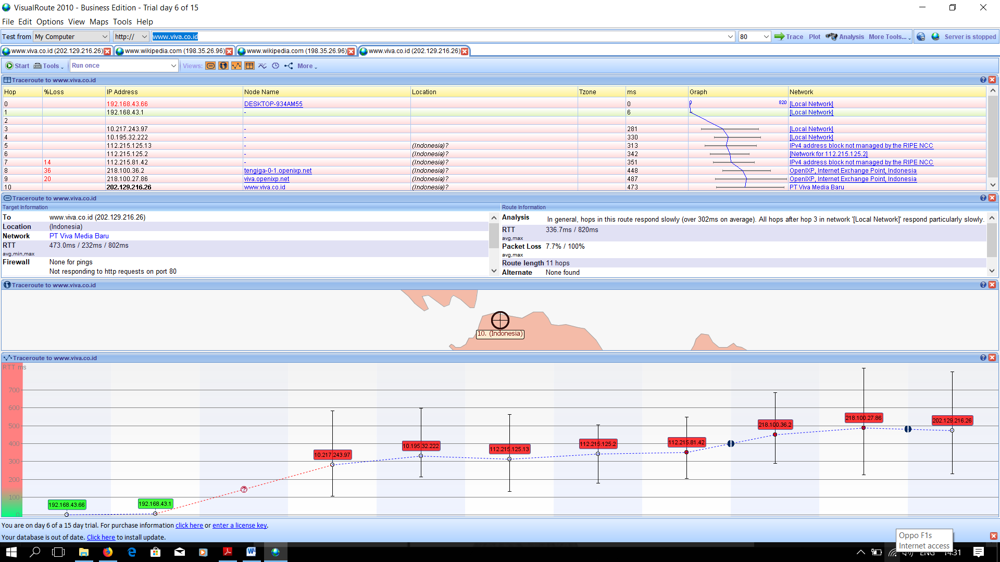 VisualRoute 2010 - Business Edition - Trial day 6 of 15
File Edit Options View Maps Tools Help
Test from My Computer http:// www.viva.co.id 80 Trace Plot Analysis More Tools... Server is stopped
www.viva.co.id (202.129.216.26) www.wikipedia.com (198.35.26.96) www.wikipedia.com (198.35.26.96) www.viva.co.id (202.129.216.26)
Start Tools Run once Views: More
Traceroute to www.viva.co.id
Hop %Loss IP Address Node Name Location Tzone ms Graph Network
0 192.168.43.66 DESKTOP-934AM55 0 0 820 [Local Network]
1 192.168.43.1 - 6 [Local Network]
2
3 10.217.243.97 - 281 [Local Network]
4 10.195.32.222 - 330 [Local Network]
5 112.215.125.13 - (Indonesia)? 313 IPv4 address block not managed by the RIPE NCC
6 112.215.125.2 - (Indonesia)? 342 [Network for 112.215.125.2]
7 14 112.215.81.42 - (Indonesia)? 351 IPv4 address block not managed by the RIPE NCC
8 36 218.100.36.2 tengiga-0-1.openixp.net (Indonesia)? 448 OpenIXP, Internet Exchange Point, Indonesia
9 20 218.100.27.86 viva.openixp.net (Indonesia)? 487 OpenIXP, Internet Exchange Point, Indonesia
10 202.129.216.26 www.viva.co.id (Indonesia)? 473 PT Viva Media Baru
Traceroute to www.viva.co.id
Target Information
To www.viva.co.id (202.129.216.26)
Location (Indonesia)
Network PT Viva Media Baru
RTT 473.0ms / 232ms / 802ms
avg,min,max
Firewall None for pings
Not responding to http requests on port 80
Route Information
Analysis In general, hops in this route respond slowly (over 302ms on average). All hops after hop 3 in network '[Local Network]' respond particularly slowly.
RTT 336.7ms / 820ms
avg,max
Packet Loss 7.7% / 100%
avg,max
Route length 11 hops
Alternate None found
Traceroute to www.viva.co.id
10. (Indonesia)
Traceroute to www.viva.co.id
RTT ms
700
600
500
400
300
200
100
0
192.168.43.66
192.168.43.1
?
10.217.243.97
10.195.32.222
112.215.125.13
112.215.125.2
112.215.81.42
218.100.36.2
218.100.27.86
202.129.216.26
You are on day 6 of a 15 day trial. For purchase information click here or enter a license key.
Your database is out of date. Click here to install update.
Oppo F1s
Internet access
ENG 14:31